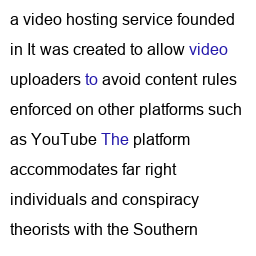 a video hosting service founded
in It was created to allow video
uploaders to avoid content rules
enforced on other platforms such
as YouTube The platform
accommodates far right
individuals and conspiracy
theorists with the Southern